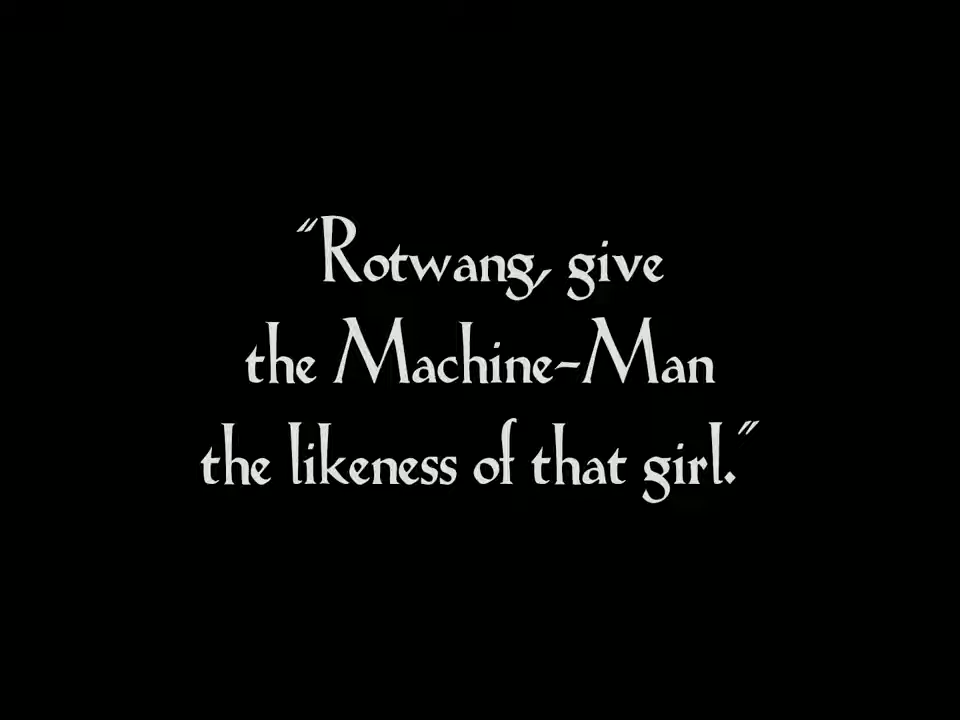 “Rotwang, give
the Machine-Man
the likeness of that girl.”